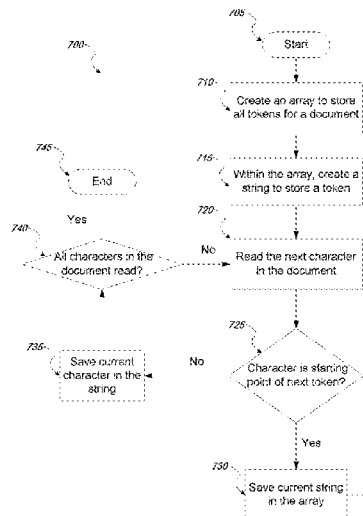 705
Start
700
710
Create an array to store
all tokens for a document
745
End
715
Within the array, create a
string to store a token
Yes
720
740
All characters in the
document read?
No
Read the next character
in the document
725
735
Save current
character in the
string
No
Character is starting
point of next token?
Yes
730
Save current string
in the array